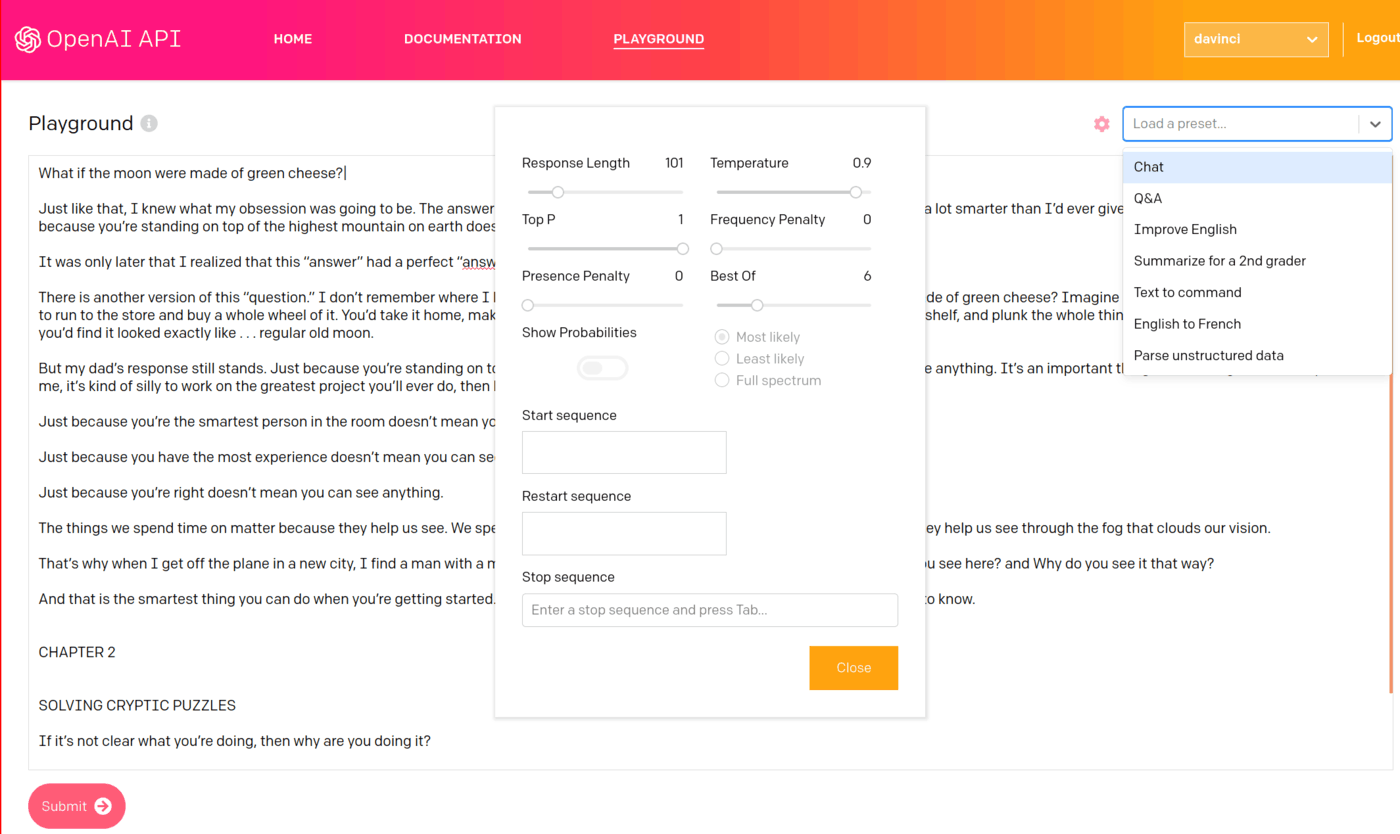 OpenAI API
HOME
DOCUMENTATION
PLAYGROUND
davinci
Logout
Playground
Load a preset...
Chat
Q&A
Improve English
Summarize for a 2nd grader
Text to command
English to French
Parse unstructured data
What if the moon were made of green cheese?
Just like that, I knew what my obsession was going to be. The answer a lot smarter than I’d ever give
because you’re standing on top of the highest mountain on earth does
It was only later that I realized that this “answer” had a perfect “answ
There is another version of this “question.” I don’t remember where I de of green cheese? Imagine
to run to the store and buy a whole wheel of it. You’d take it home, mak shelf, and plunk the whole thin
you’d find it looked exactly like . . . regular old moon.
But my dad’s response still stands. Just because you’re standing on to e anything. It’s an important
me, it’s kind of silly to work on the greatest project you’ll ever do, then
Just because you’re the smartest person in the room doesn’t mean yo
Just because you have the most experience doesn’t mean you can se
Just because you’re right doesn’t mean you can see anything.
The things we spend time on matter because they help us see. We spe ey help us see through the fog that clouds our vision.
That’s why when I get off the plane in a new city, I find a man with a m u see here? and Why do you see it that way?
And that is the smartest thing you can do when you’re getting started. to know.
CHAPTER 2
SOLVING CRYPTIC PUZZLES
If it’s not clear what you’re doing, then why are you doing it?
Response Length 101
Temperature 0.9
Top P 1
Frequency Penalty 0
Presence Penalty 0
Best Of 6
Show Probabilities
Most likely
Least likely
Full spectrum
Start sequence
Restart sequence
Stop sequence
Enter a stop sequence and press Tab...
Close
Submit